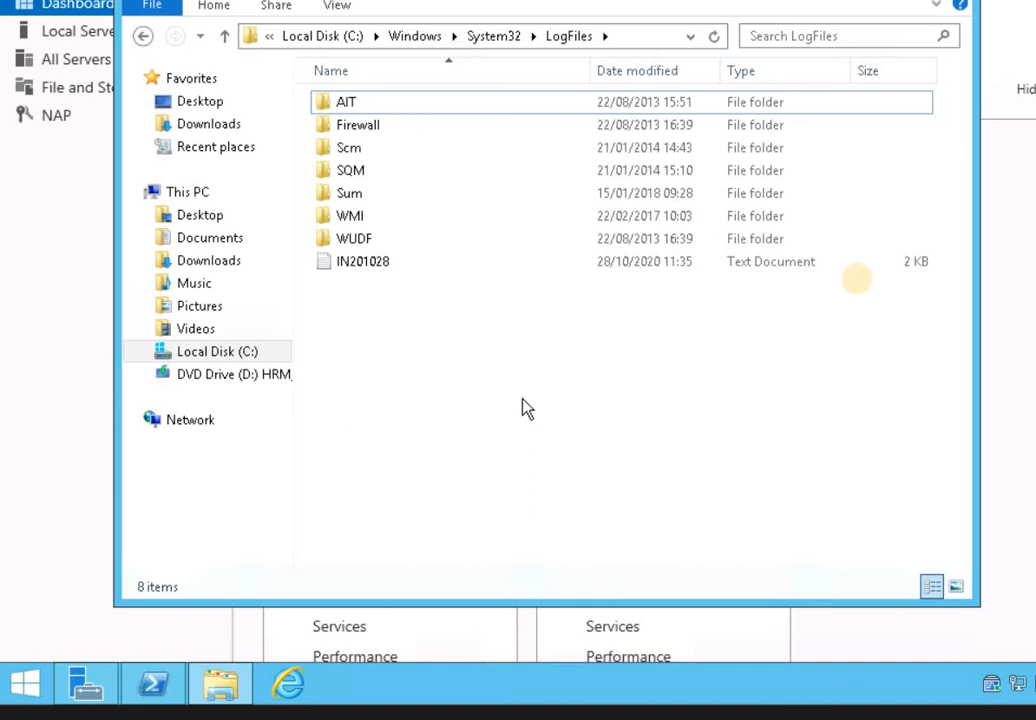 Dashboard
Local Serve
All Servers
File and St
NAP
Hid
File Home Share View
« Local Disk (C:) Windows System32 LogFiles
Search LogFiles
Name Date modified Type Size
Favorites
Desktop
Downloads
Recent places
This PC
Desktop
Documents
Downloads
Music
Pictures
Videos
Local Disk (C:)
DVD Drive (D:) HRM_
Network
AIT 22/08/2013 15:51 File folder
Firewall 22/08/2013 16:39 File folder
Scm 21/01/2014 14:43 File folder
SQM 21/01/2014 15:10 File folder
Sum 15/01/2018 09:28 File folder
WMI 22/02/2017 10:03 File folder
WUDF 22/08/2013 16:39 File folder
IN201028 28/10/2020 11:35 Text Document 2 KB
8 items
Services
Performance
Services
Performance